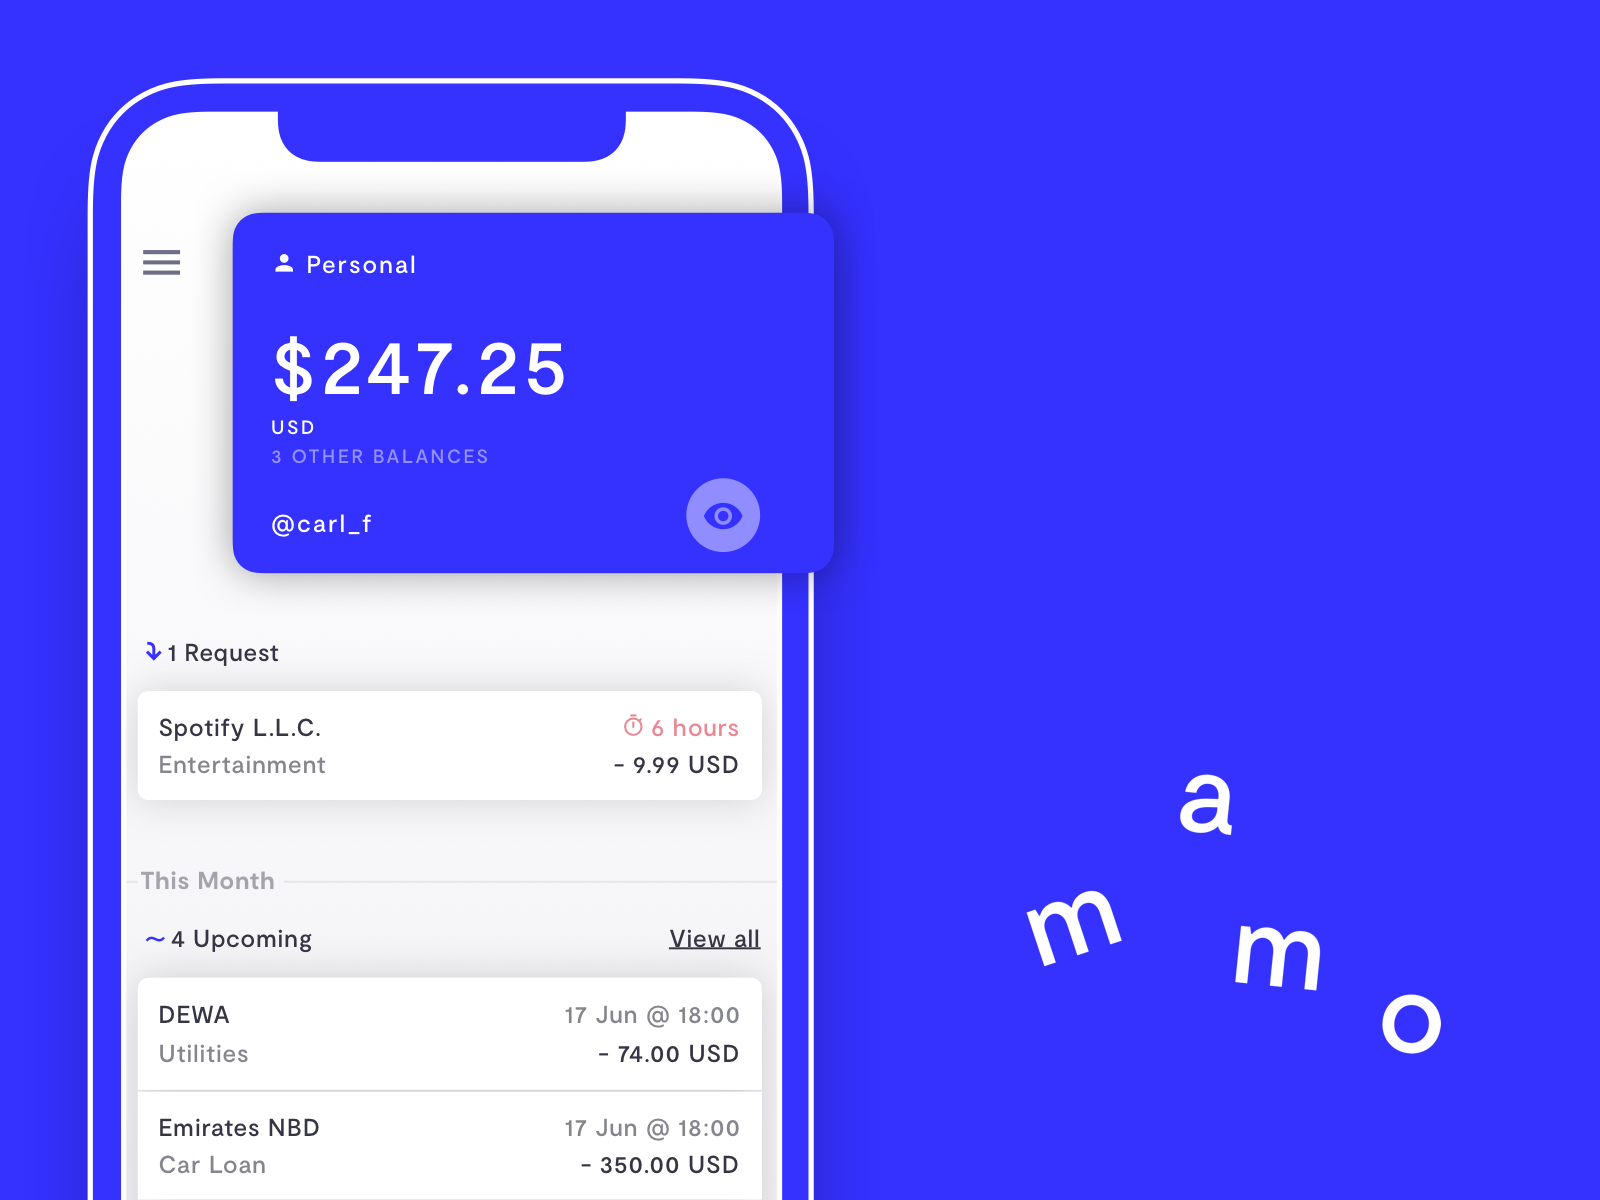 Personal
$247.25
USD
3 OTHER BALANCES
@carl_f
1 Request
Spotify L.L.C. 6 hours
Entertainment - 9.99 USD
This Month
~ 4 Upcoming View all
DEWA 17 Jun @ 18:00
Utilities - 74.00 USD
Emirates NBD 17 Jun @ 18:00
Car Loan - 350.00 USD
m a m o